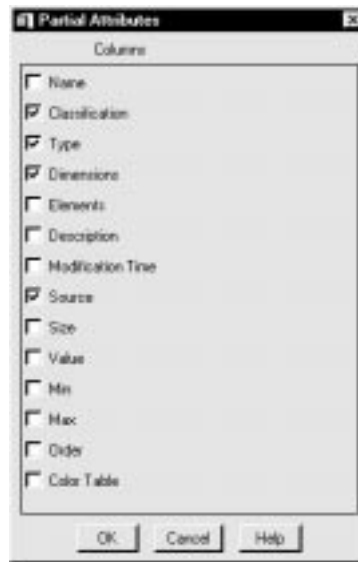 Partial Attributes
Columns
Name
Classification
Type
Dimensions
Elements
Description
Modification Time
Source
Size
Value
Min
Max
Order
Color Table
OK Cancel Help